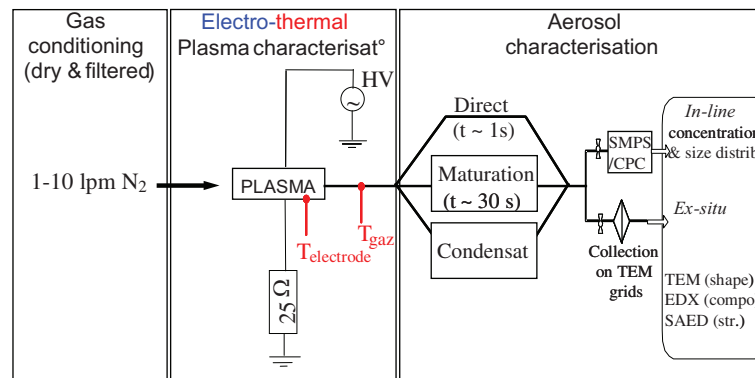 Gas
conditioning
(dry & filtered)
1-10 lpm N2
Electro-thermal
Plasma characterisat°
HV
~
PLASMA
Telectrode
Tgaz
25 Ω
Aerosol
characterisation
Direct
(t ~ 1s)
Maturation
(t ~ 30 s)
Condensat
SMPS
/CPC
Collection
on TEM
grids
In-line
concentration
& size distrib
Ex-situ
TEM (shape)
EDX (compo
SAED (str.)